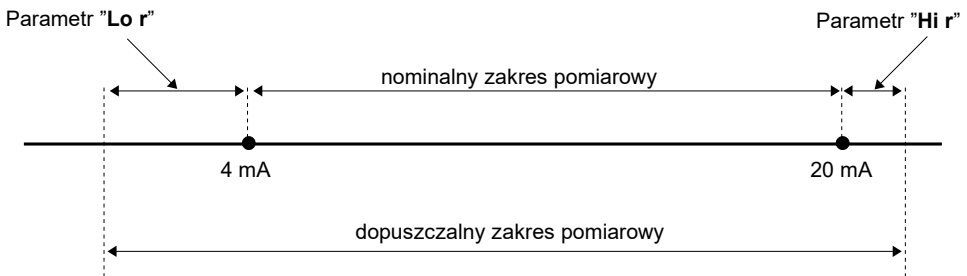 Parametr ”Lo r”
Parametr ”Hi r”
nominalny zakres pomiarowy
4 mA
20 mA
dopuszczalny zakres pomiarowy